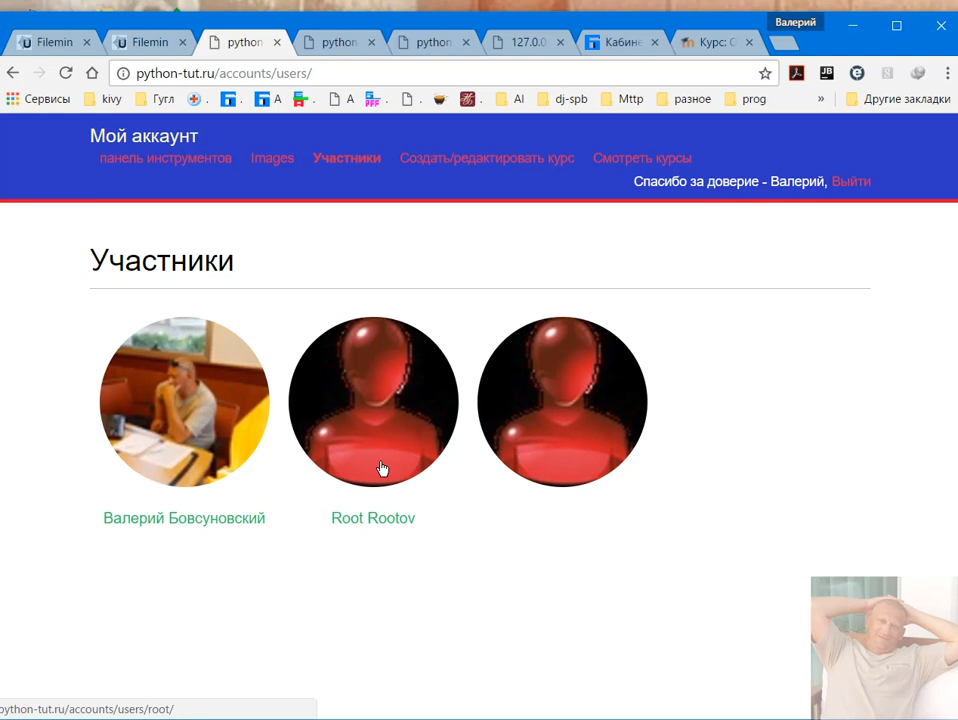 Валерий
Filemin
Filemin
python
python
python
127.0.0
Кабине
Курс: С
python-tut.ru/accounts/users/
Сервисы
kivy
Гугл
.
.
A
.
A
.
.
.
AI
dj-spb
Mttp
разное
prog
»
Другие закладки
Мой аккаунт
панель инструментов Images Участники Создать/редактировать курс Смотреть курсы
Спасибо за доверие - Валерий, Выйти
Участники
Валерий Бовсуновский
Root Rootov
python-tut.ru/accounts/users/root/